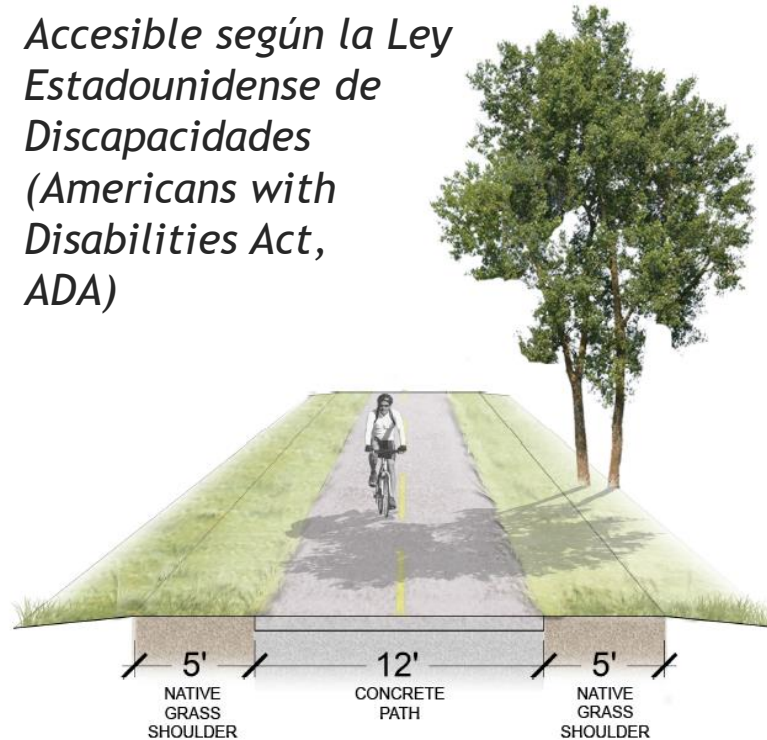 Accesible según la Ley
Estadounidense de
Discapacidades
(Americans with
Disabilities Act,
ADA)
5'
12'
5'
NATIVE
GRASS
SHOULDER
CONCRETE
PATH
NATIVE
GRASS
SHOULDER